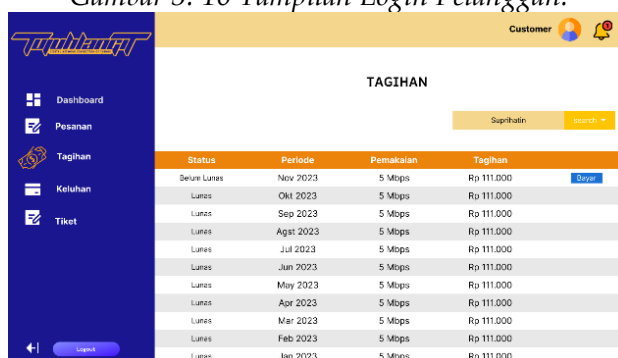 Gambar 3. 10 Tampilan Login Pelanggan.
Customer
TAGIHAN
Dashboard
Pesanan
Tagihan
Keluhan
Tiket
Logout
Suprihatin search
Status Periode Pemakaian Tagihan
Belum Lunas Nov 2023 5 Mbps Rp 111.000 Bayar
Lunas Okt 2023 5 Mbps Rp 111.000
Lunas Sep 2023 5 Mbps Rp 111.000
Lunas Agst 2023 5 Mbps Rp 111.000
Lunas Jul 2023 5 Mbps Rp 111.000
Lunas Jun 2023 5 Mbps Rp 111.000
Lunas May 2023 5 Mbps Rp 111.000
Lunas Apr 2023 5 Mbps Rp 111.000
Lunas Mar 2023 5 Mbps Rp 111.000
Lunas Feb 2023 5 Mbps Rp 111.000
Lunas Jan 2023 5 Mbps Rp 111.000